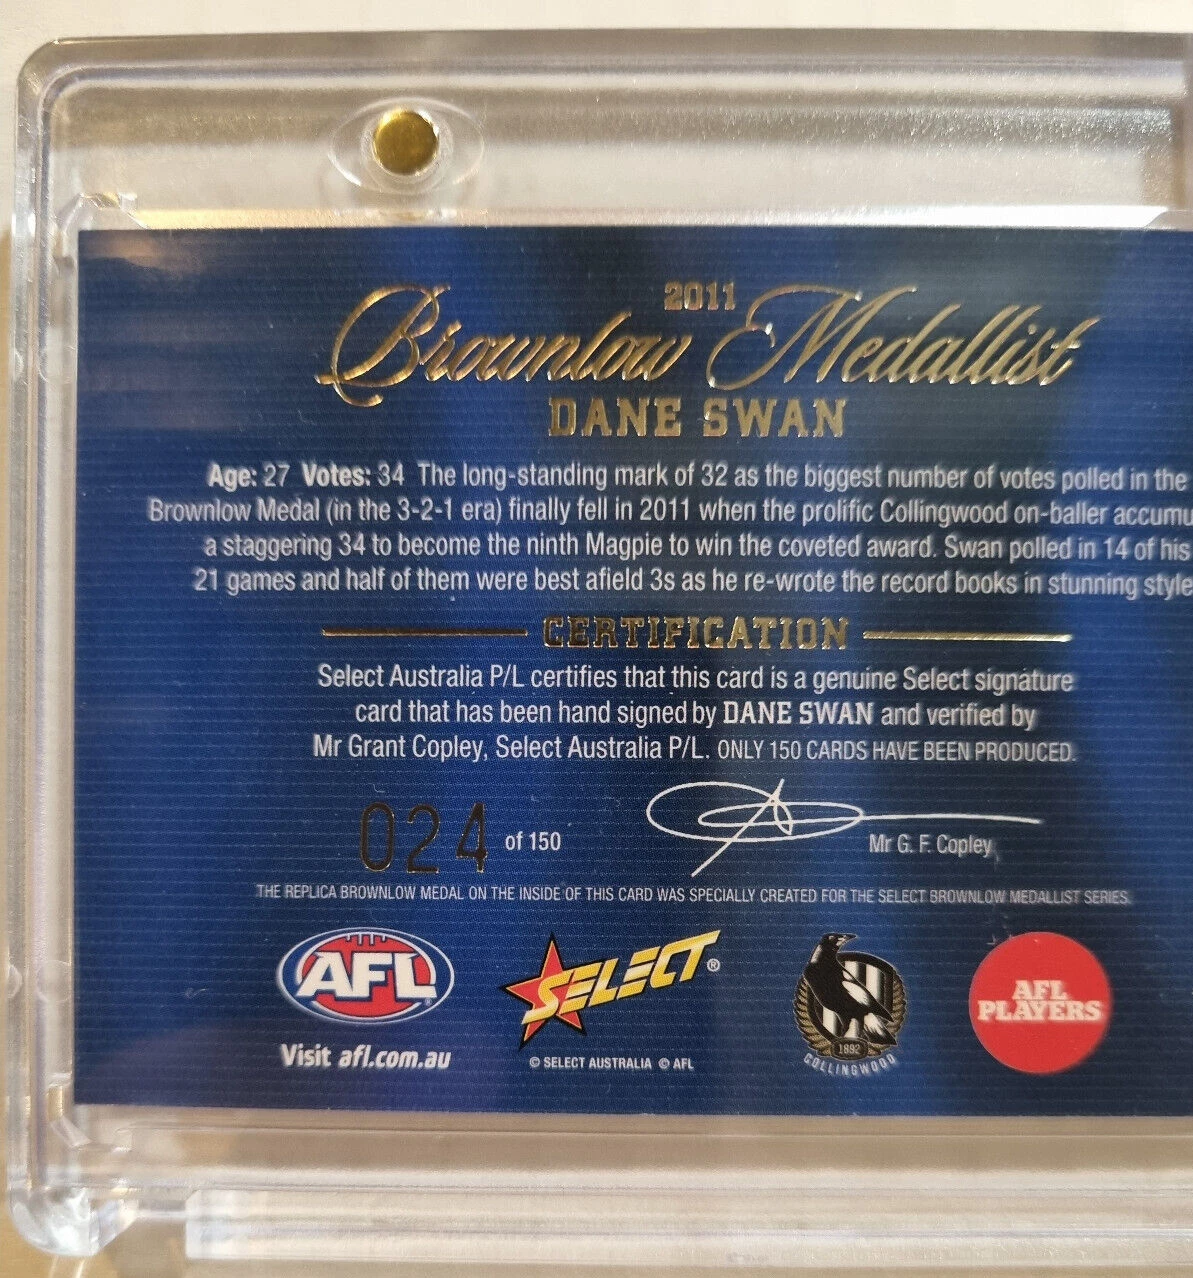 2011
Brownlow Medallist
DANE SWAN
Age: 27 Votes: 34 The long-standing mark of 32 as the biggest number of votes polled in the
Brownlow Medal (in the 3-2-1 era) finally fell in 2011 when the prolific Collingwood on-baller accumu
a staggering 34 to become the ninth Magpie to win the coveted award. Swan polled in 14 of his
21 games and half of them were best afield 3s as he re-wrote the record books in stunning style
CERTIFICATION
Select Australia P/L certifies that this card is a genuine Select signature
card that has been hand signed by DANE SWAN and verified by
Mr Grant Copley, Select Australia P/L. ONLY 150 CARDS HAVE BEEN PRODUCED.
024 of 150
Mr G. F. Copley
THE REPLICA BROWNLOW MEDAL ON THE INSIDE OF THIS CARD WAS SPECIALLY CREATED FOR THE SELECT BROWNLOW MEDALLIST SERIES.
AFL®
SELECT®
1892
COLLINGWOOD
AFL
PLAYERS
Visit afl.com.au
© SELECT AUSTRALIA © AFL